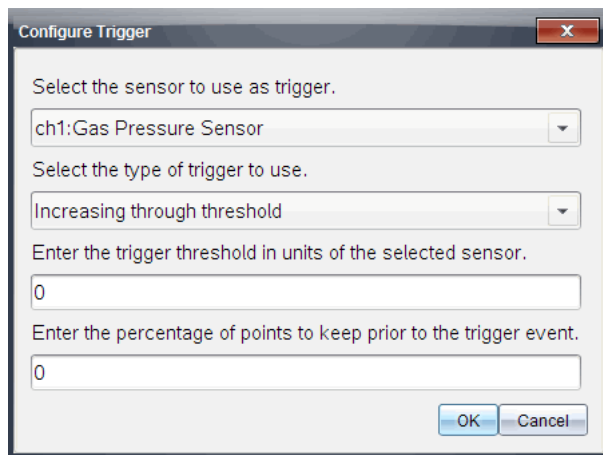 Configure Trigger
Select the sensor to use as trigger.
ch1:Gas Pressure Sensor
Select the type of trigger to use.
Increasing through threshold
Enter the trigger threshold in units of the selected sensor.
0
Enter the percentage of points to keep prior to the trigger event.
0
OK Cancel